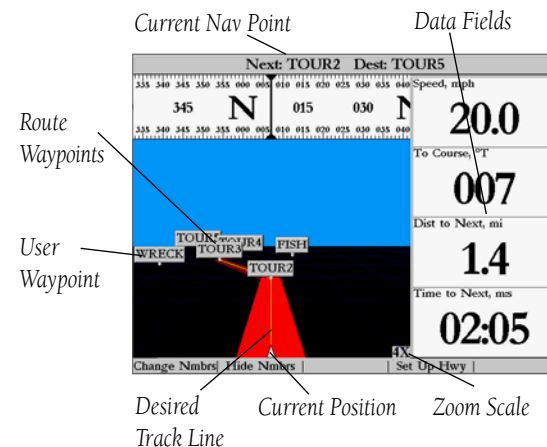 Current Nav Point
Data Fields
Next: TOUR2 Dest: TOUR5
335 340 345 350 355 000 005 010 015 020 025 030 035 040
345 N 015 030 N
335 340 345 350 355 000 005 010 015 020 025 030 035 040
Speed, mph
20.0
To Course, °T
007
Dist to Next, mi
1.4
Time to Next, ms
02:05
Route
Waypoints
User
Waypoint
TOUR5
TOUR4
TOUR3
FISH
WRECK
TOUR2
4X
Change Nmbrs| Hide Nmbrs | | Set Up Hwy |
Desired
Track Line
Current Position
Zoom Scale